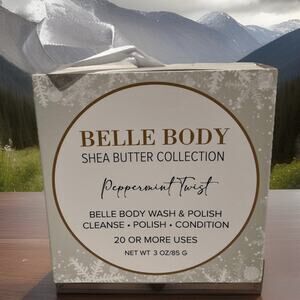 BELLE BODY
SHEA BUTTER COLLECTION
Peppermint Twist
BELLE BODY WASH & POLISH
CLEANSE • POLISH • CONDITION
20 OR MORE USES
NET WT 3 OZ/85 G